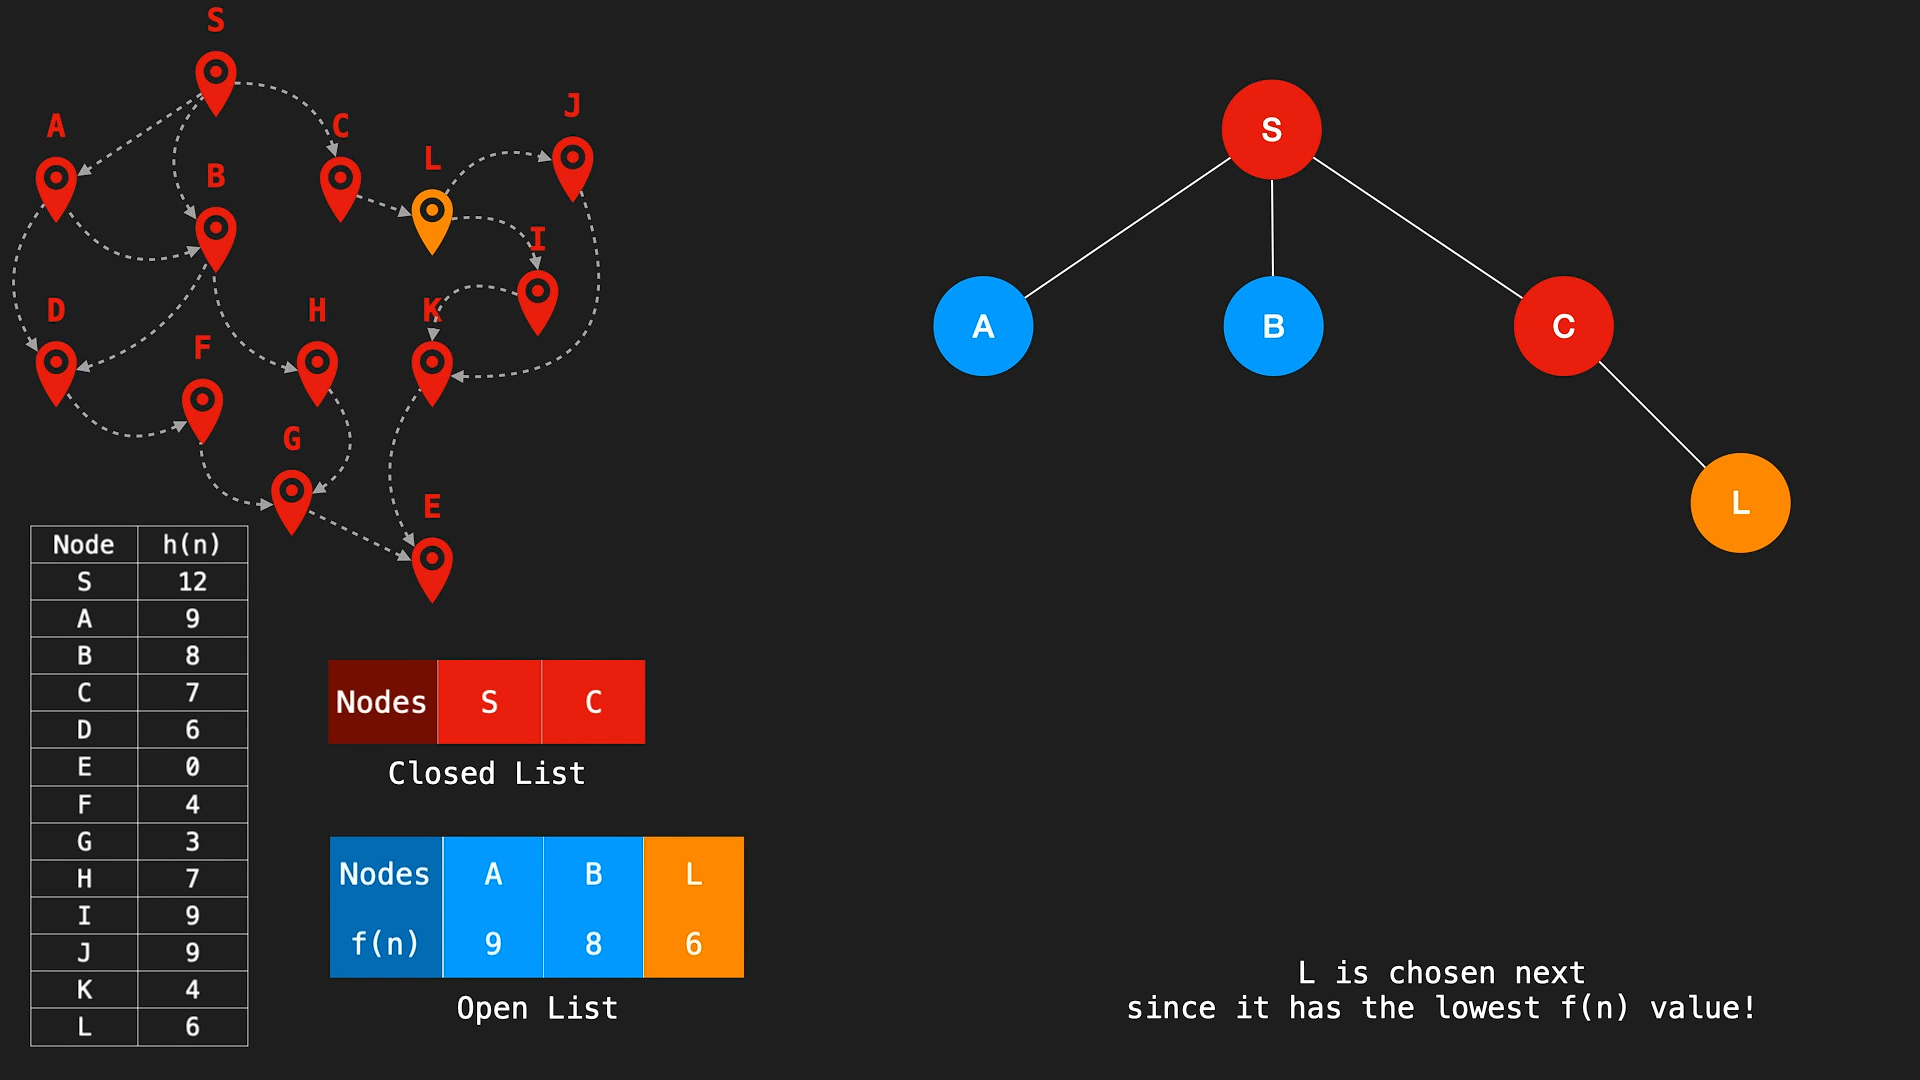 S
A
B
C
L
J
I
D
F
H
K
G
E
S
A
B
C
L
Node h(n)
S 12
A 9
B 8
C 7
D 6
E 0
F 4
G 3
H 7
I 9
J 9
K 4
L 6
Nodes S C
Closed List
Nodes A B L
f(n) 9 8 6
Open List
L is chosen next
since it has the lowest f(n) value!